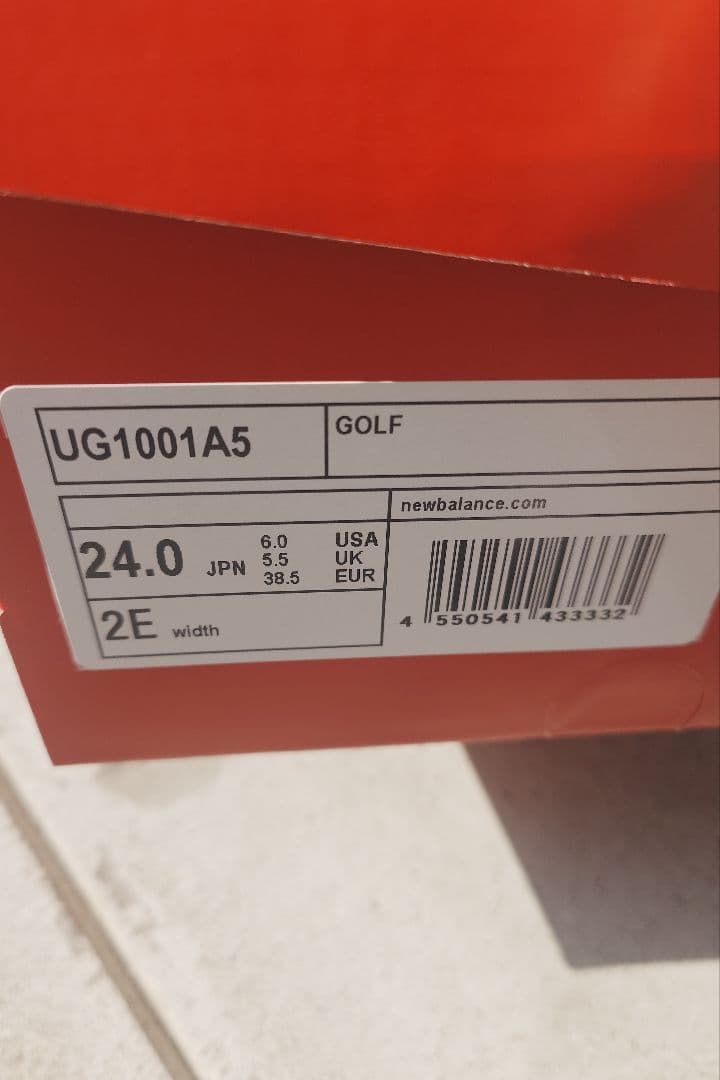 UG1001A5
GOLF
newbalance.com
24.0 JPN
6.0 USA
5.5 UK
38.5 EUR
2E width
4 550541 433332